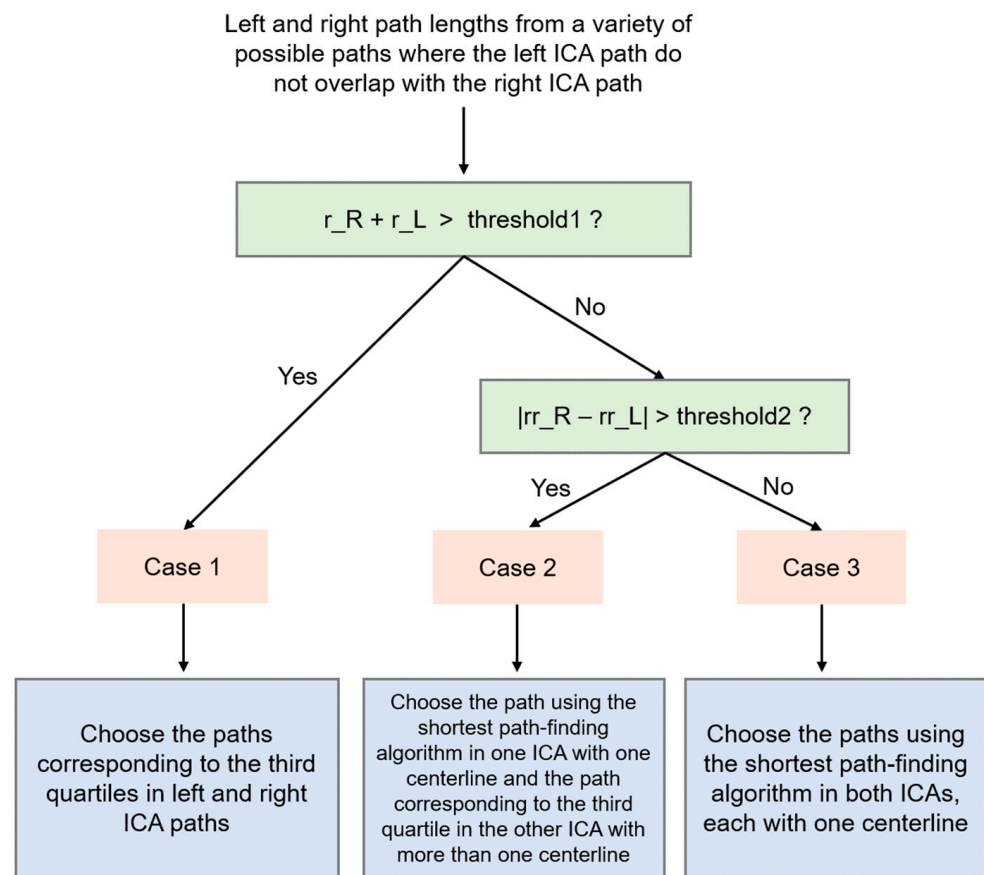 Left and right path lengths from a variety of
possible paths where the left ICA path do
not overlap with the right ICA path
r_R + r_L > threshold1 ?
No
Yes
|rr_R – rr_L| > threshold2 ?
Yes
No
Case 1
Case 2
Case 3
Choose the paths
corresponding to the third
quartiles in left and right
ICA paths
Choose the path using the
shortest path-finding
algorithm in one ICA with one
centerline and the path
corresponding to the third
quartile in the other ICA with
more than one centerline
Choose the paths using
the shortest path-finding
algorithm in both ICAs,
each with one centerline